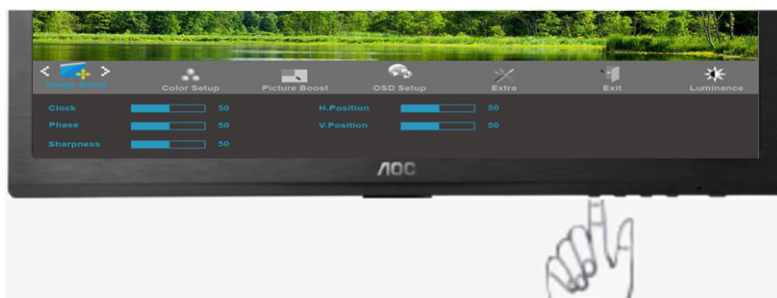 Image Setup
Color Setup
Picture Boost
OSD Setup
Extra
Exit
Luminance
Clock 50 H.Position 50
Phase 50 V.Position 50
Sharpness 50
AOC